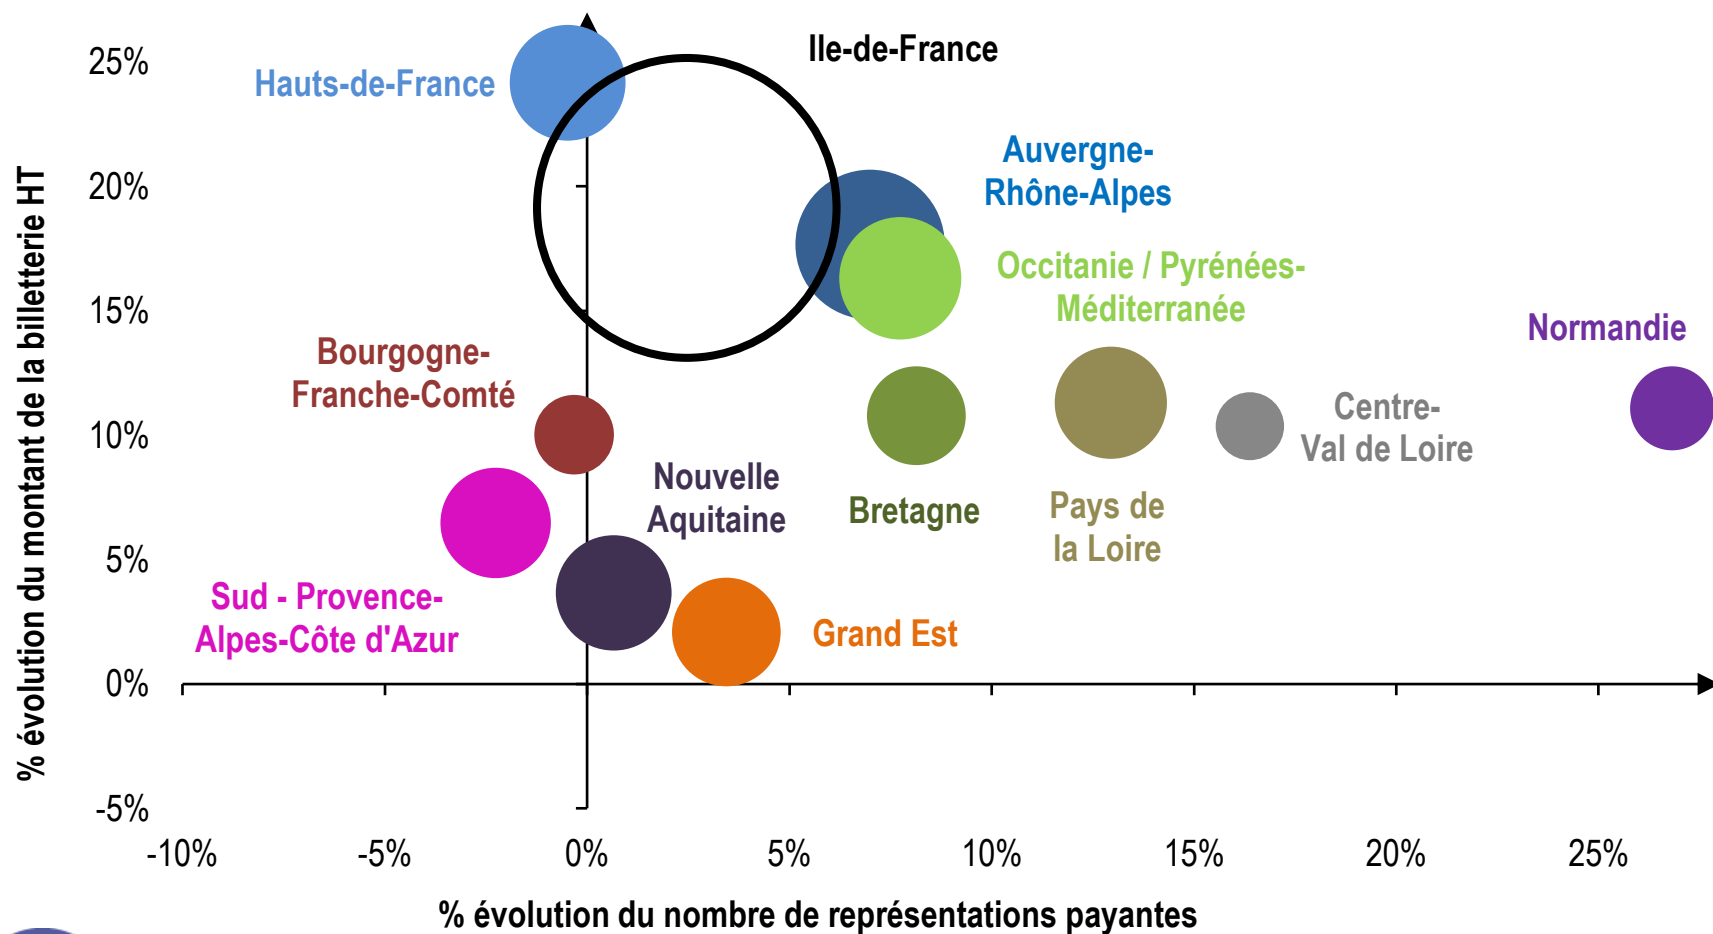 % évolution du montant de la billetterie HT
25%
20%
15%
10%
5%
0%
-5%
Hauts-de-France
Ile-de-France
Auvergne-
Rhône-Alpes
Occitanie / Pyrénées-
Méditerranée
Normandie
Bourgogne-
Franche-Comté
Centre-
Val de Loire
Nouvelle
Aquitaine
Bretagne
Pays de
la Loire
Sud - Provence-
Alpes-Côte d'Azur
Grand Est
-10%
-5%
0%
5%
10%
15%
20%
25%
% évolution du nombre de représentations payantes